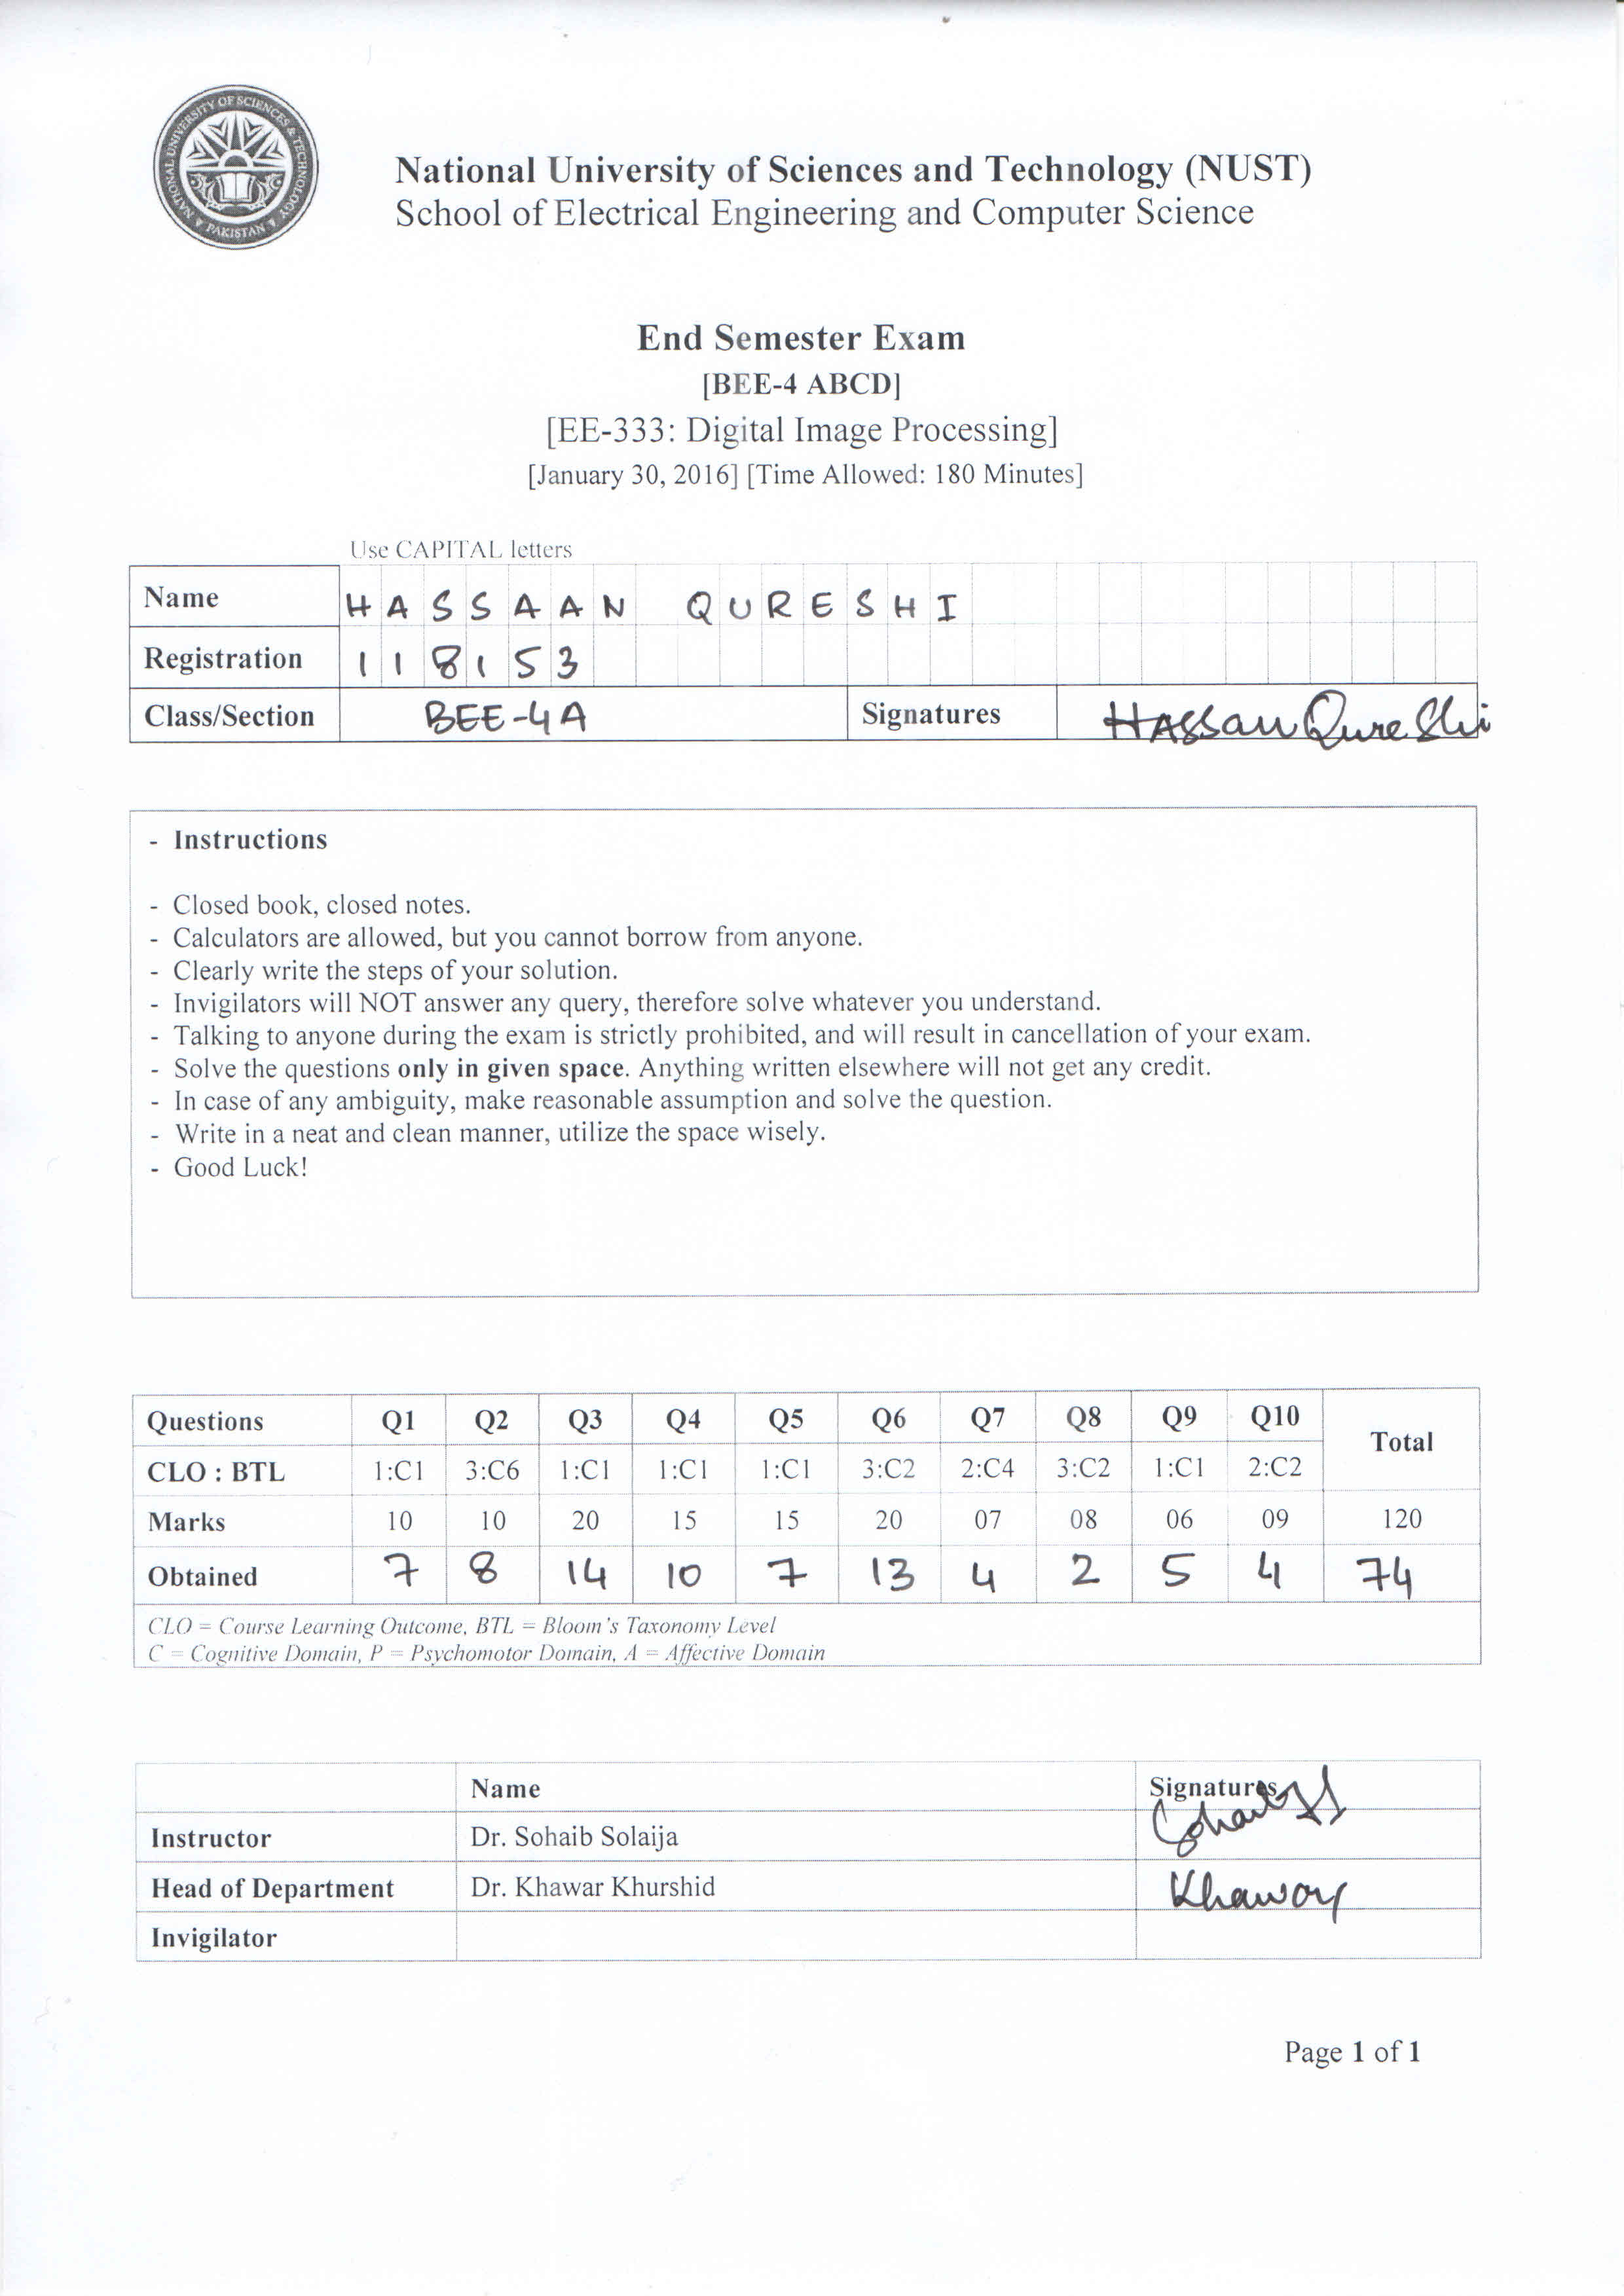 NATIONAL UNIVERSITY OF SCIENCES & TECHNOLOGY
PAKISTAN
National University of Sciences and Technology (NUST)
School of Electrical Engineering and Computer Science
End Semester Exam
[BEE-4 ABCD]
[EE-333: Digital Image Processing]
[January 30, 2016] [Time Allowed: 180 Minutes]
Use CAPITAL letters
Name HASSAAN QURESHI
Registration 118153
Class/Section BEE-4A Signatures Hassan Qureshi
- Instructions
- Closed book, closed notes.
- Calculators are allowed, but you cannot borrow from anyone.
- Clearly write the steps of your solution.
- Invigilators will NOT answer any query, therefore solve whatever you understand.
- Talking to anyone during the exam is strictly prohibited, and will result in cancellation of your exam.
- Solve the questions only in given space. Anything written elsewhere will not get any credit.
- In case of any ambiguity, make reasonable assumption and solve the question.
- Write in a neat and clean manner, utilize the space wisely.
- Good Luck!
Questions Q1 Q2 Q3 Q4 Q5 Q6 Q7 Q8 Q9 Q10 Total
CLO : BTL 1:C1 3:C6 1:C1 1:C1 1:C1 3:C2 2:C4 3:C2 1:C1 2:C2
Marks 10 10 20 15 15 20 07 08 06 09 120
Obtained 7 8 14 10 7 13 4 2 5 4 74
CLO = Course Learning Outcome, BTL = Bloom's Taxonomy Level
C = Cognitive Domain, P = Psychomotor Domain, A = Affective Domain
Name Signatures
Instructor Dr. Sohaib Solaija Sohaib
Head of Department Dr. Khawar Khurshid Khawar
Invigilator
Page 1 of 1